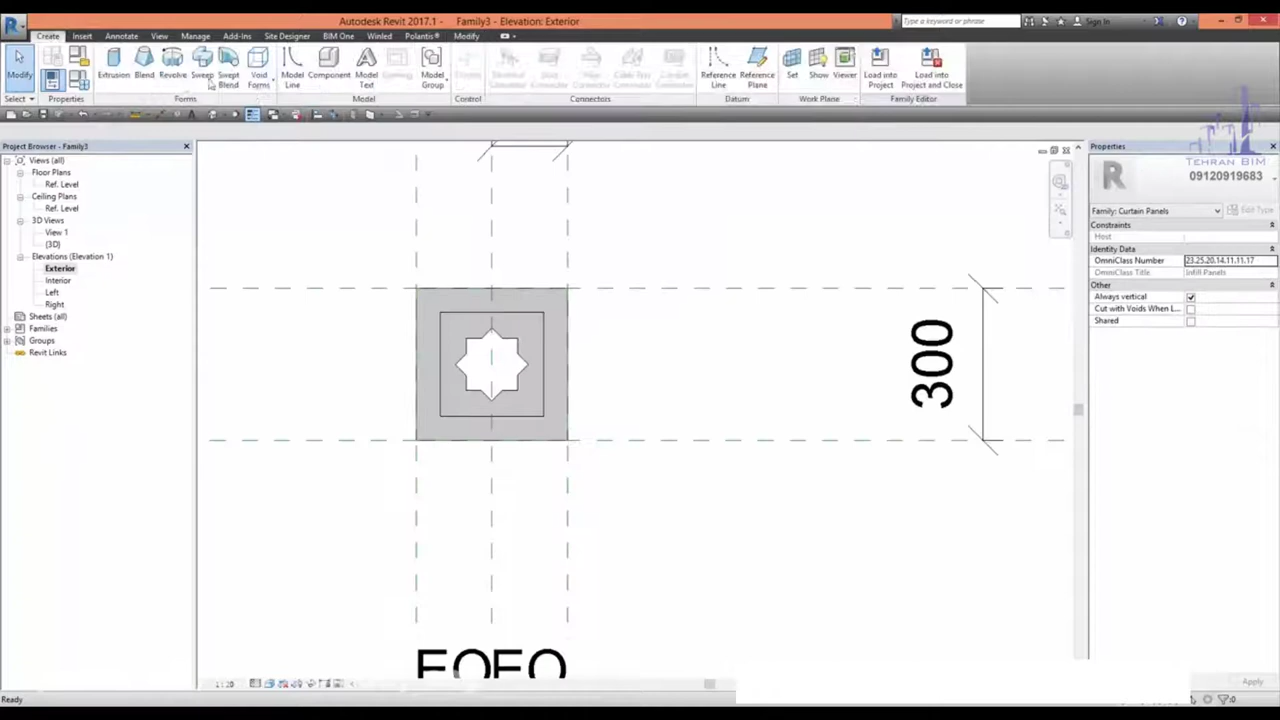 Autodesk Revit 2017.1 - Family3 - Elevation: Exterior
Type a keyword or phrase
Sign In
Create Insert Annotate View Manage Add-Ins Site Designer BIM One Winled Polantis® Modify
Modify
Extrusion Blend Revolve Sweep Swept Blend Void Forms
Model Line Component Model Text Model Group
Reference Line Reference Plane
Set Show Viewer
Load into Project Load into Project and Close
Select Properties Forms Model Control Connectors Datum Work Plane Family Editor
TEHRAN BIM
09120919683
Project Browser - Family3
Views (all)
Floor Plans
Ref. Level
Ceiling Plans
Ref. Level
3D Views
View 1
{3D}
Elevations (Elevation 1)
Exterior
Interior
Left
Right
Sheets (all)
Families
Groups
Revit Links
300
EQEQ
Properties
R
Family: Curtain Panels
Edit Type
Constraints
Host
Identity Data
OmniClass Number 23.25.20.14.11.11.17
OmniClass Title Infill Panels
Other
Always vertical
Cut with Voids When L...
Shared
Apply
Ready